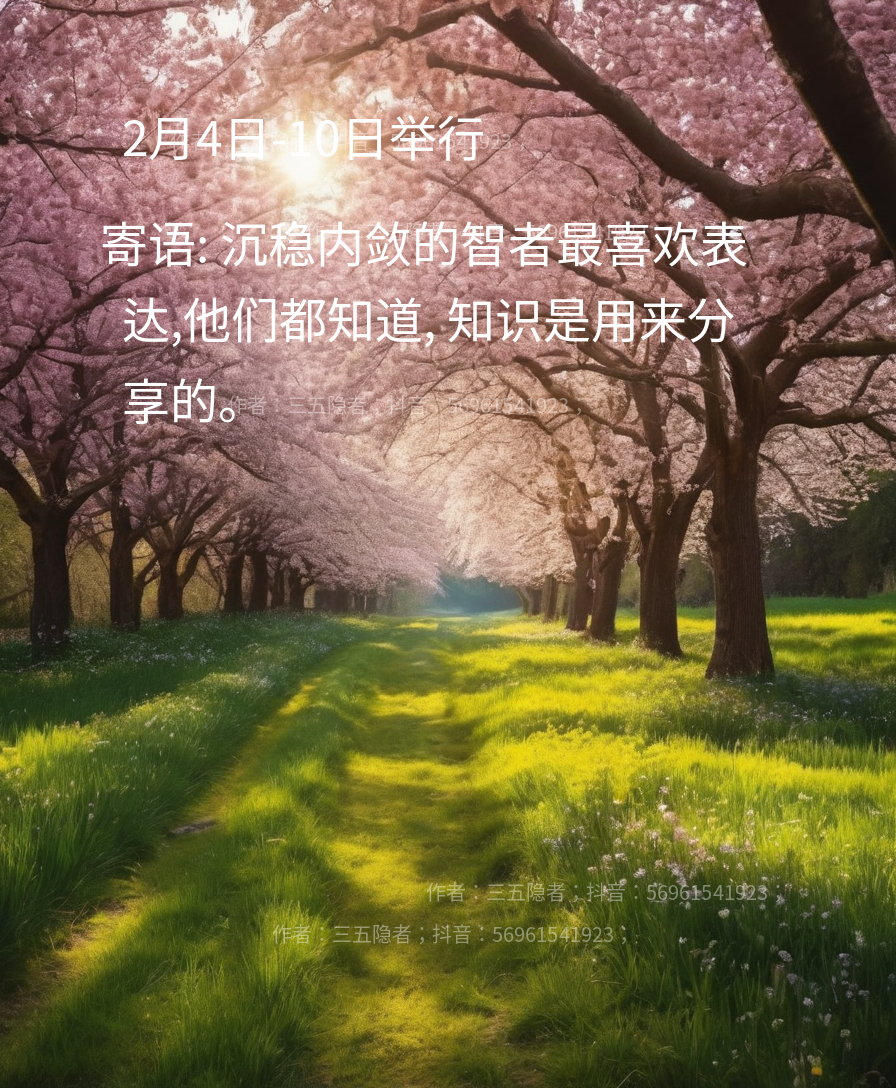 2月4日-10日举行
寄语: 沉稳内敛的智者最喜欢表
达,他们都知道, 知识是用来分
享的。
作者：三五隐者；抖音：56961541923；
作者：三五隐者；抖音：56961541923；
作者：三五隐者；抖音：56961541923；